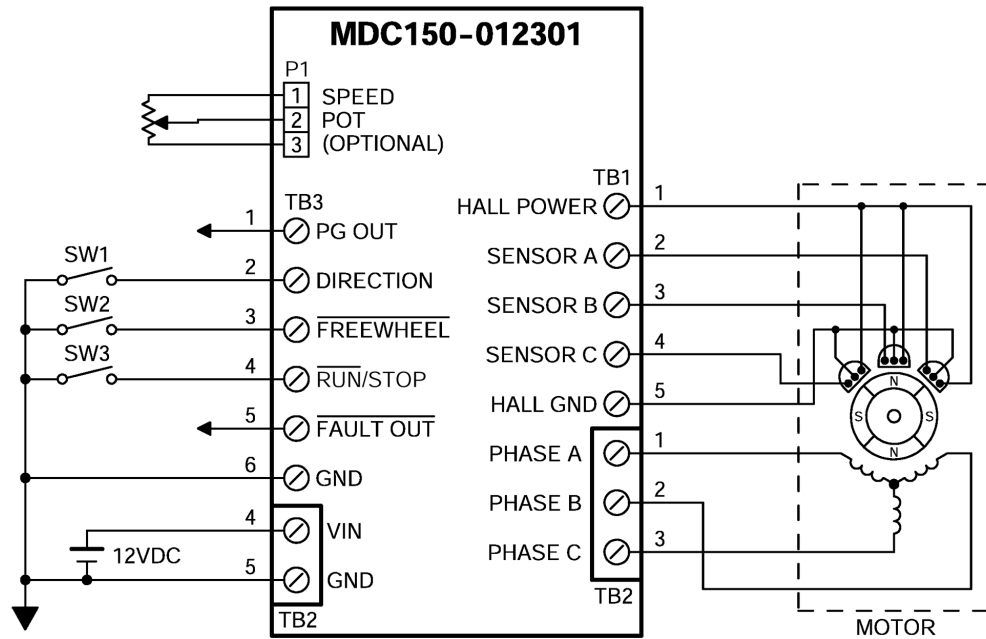 MDC150-012301
P1
1 SPEED
2 POT
3 (OPTIONAL)
TB3
1 PG OUT
SW1
2 DIRECTION
SW2
3 FREEWHEEL
SW3
4 RUN/STOP
5 FAULT OUT
6 GND
4 VIN
12VDC
5 GND
TB2
TB1
HALL POWER 1
SENSOR A 2
SENSOR B 3
SENSOR C 4
HALL GND 5
PHASE A 1
PHASE B 2
PHASE C 3
TB2
N
S S
N
MOTOR